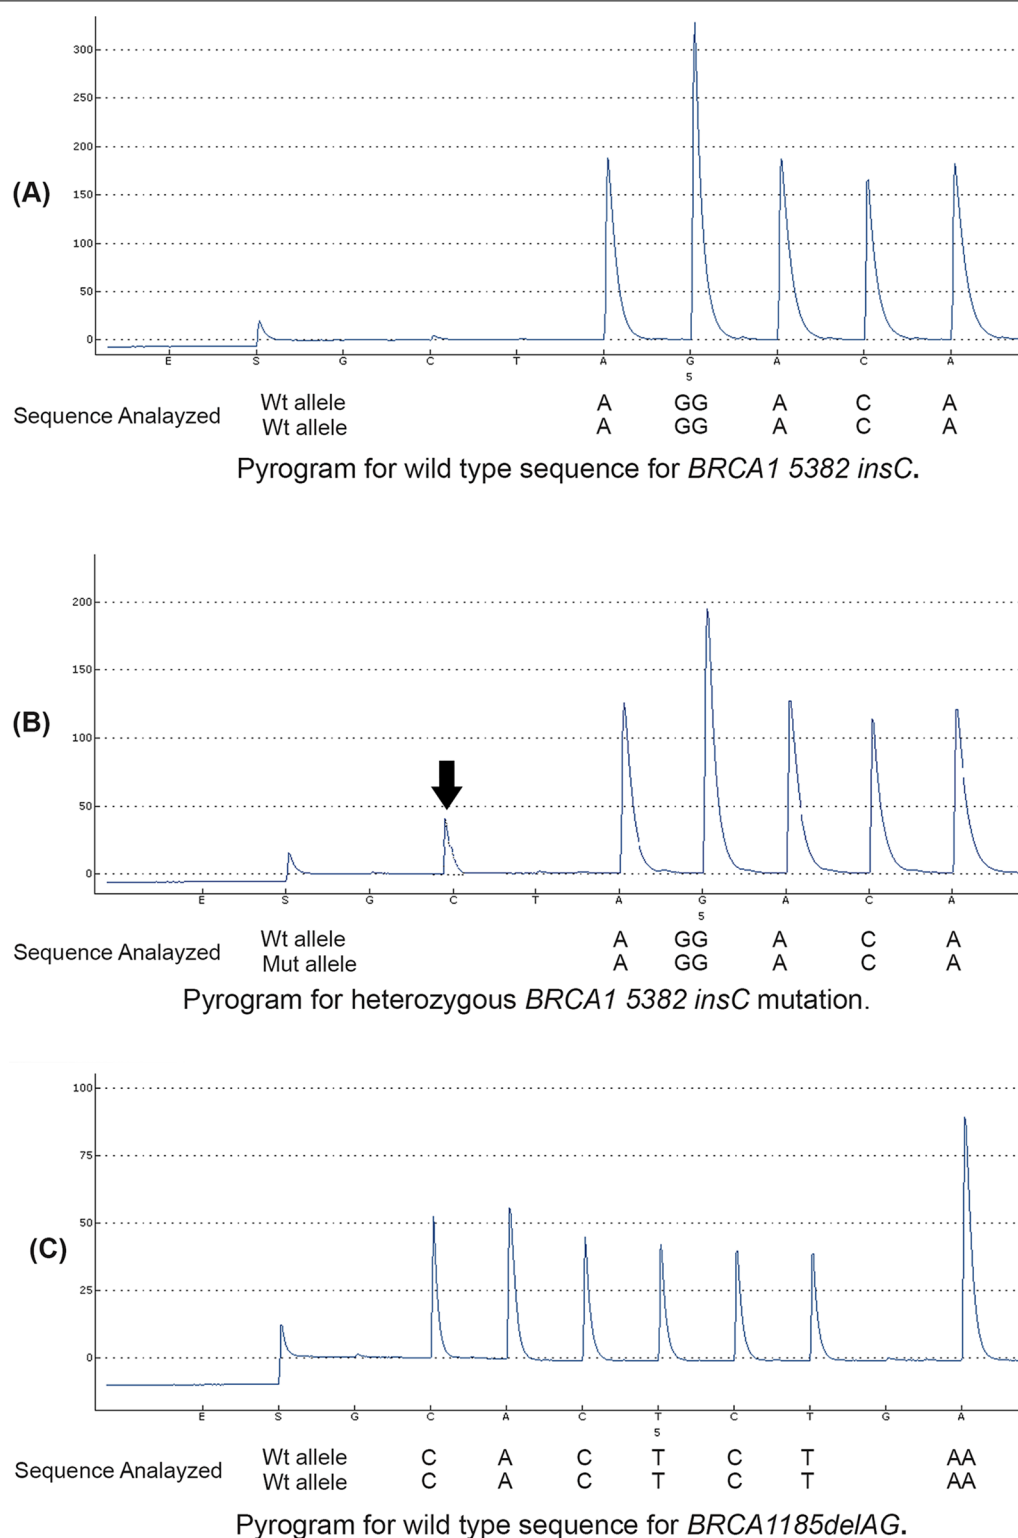 300
250
200
(A)
150
100
50
0
E S G C T A G A C A
5
Wt allele A GG A C A
Sequence Analayzed
Wt allele A GG A C A
Pyrogram for wild type sequence for BRCA1 5382 insC.
200
150
(B)
100
50
0
E S G C T A G A C A
5
Wt allele A GG A C A
Sequence Analayzed
Mut allele A GG A C A
Pyrogram for heterozygous BRCA1 5382 insC mutation.
100
75
50
(C)
25
0
E S G C A C T C T G A
5
Wt allele C A C T C T AA
Sequence Analayzed
Wt allele C A C T C T AA
Pyrogram for wild type sequence for BRCA1185delAG.